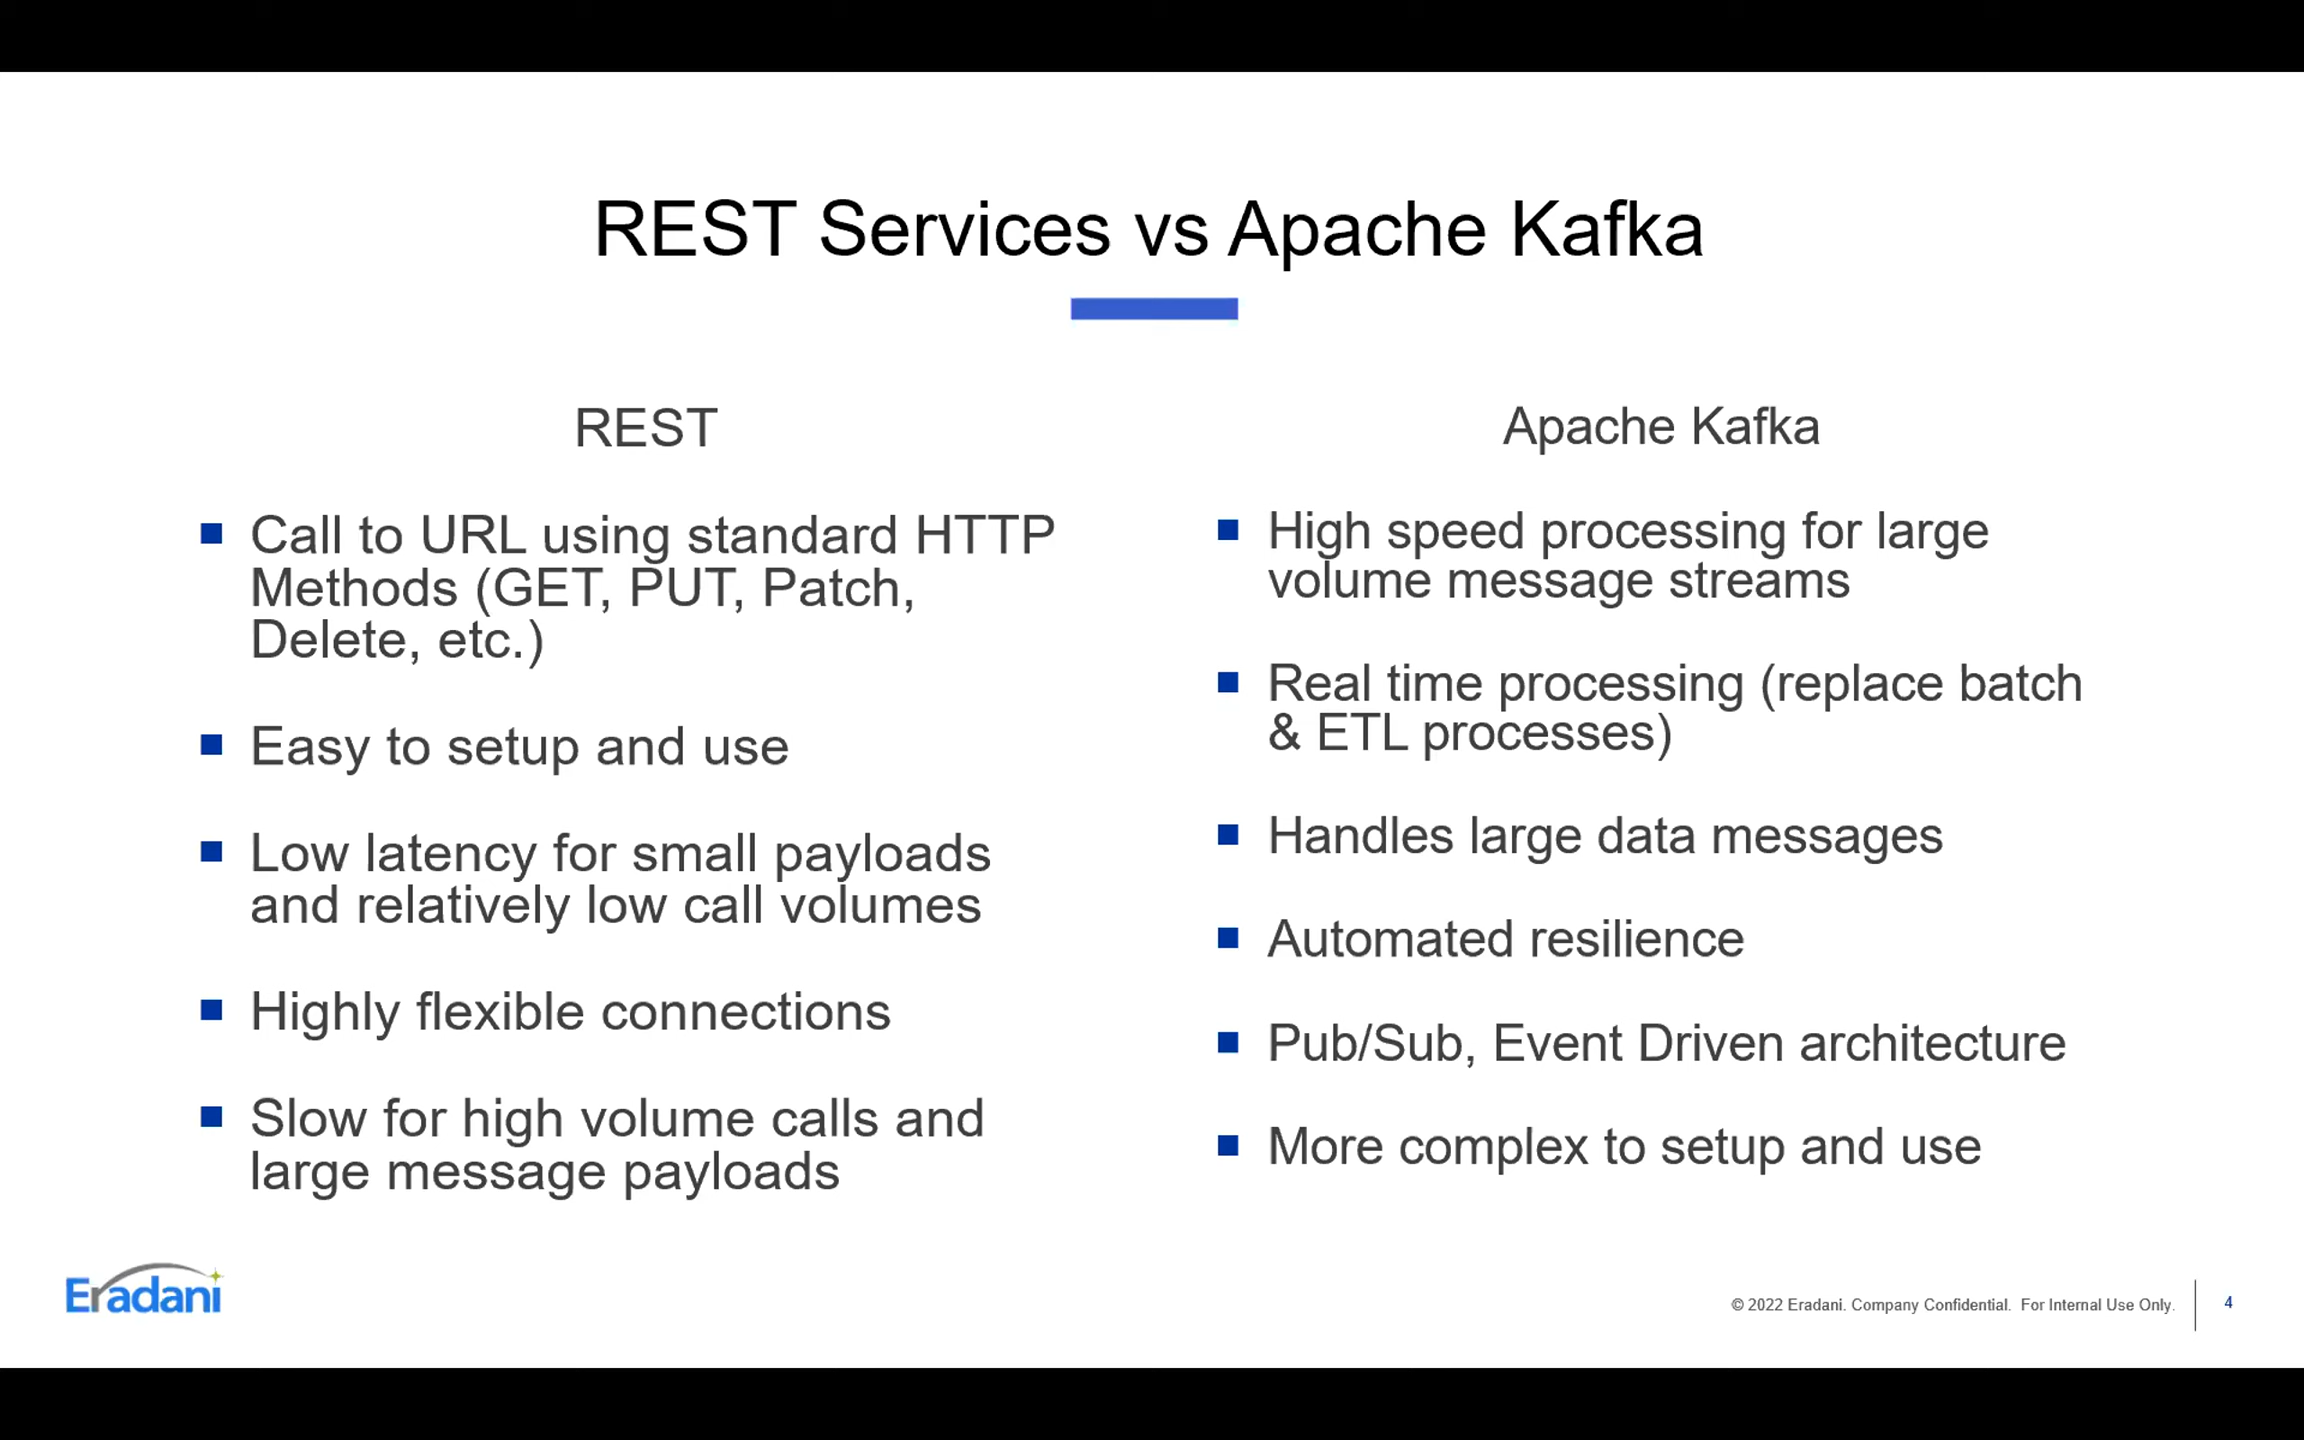 REST Services vs Apache Kafka
REST
Call to URL using standard HTTP
Methods (GET, PUT, Patch,
Delete, etc.)
Easy to setup and use
Low latency for small payloads
and relatively low call volumes
Highly flexible connections
Slow for high volume calls and
large message payloads
Apache Kafka
High speed processing for large
volume message streams
Real time processing (replace batch
& ETL processes)
Handles large data messages
Automated resilience
Pub/Sub, Event Driven architecture
More complex to setup and use
Eradani
© 2022 Eradani. Company Confidential. For Internal Use Only.
4